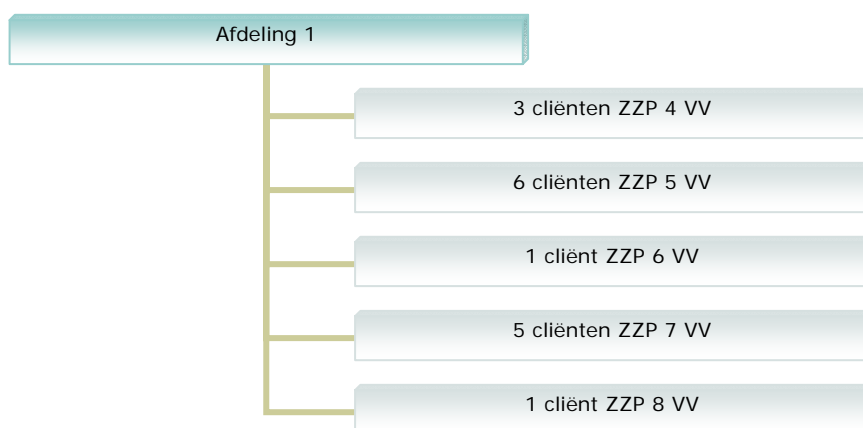 Afdeling 1
3 cliënten ZZP 4 VV
6 cliënten ZZP 5 VV
1 cliënt ZZP 6 VV
5 cliënten ZZP 7 VV
1 cliënt ZZP 8 VV